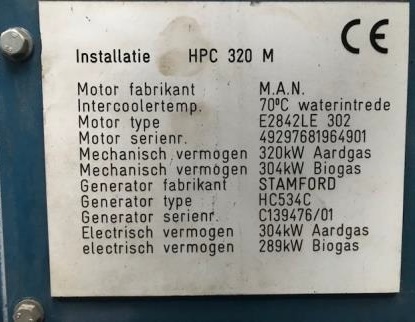 CE
Installatie HPC 320 M
Motor fabrikant M.A.N.
Intercoolertemp. 70°C waterintrede
Motor type E2842LE 302
Motor serienr. 49297681964901
Mechanisch vermogen 320kW Aardgas
Mechanisch vermogen 304kW Biogas
Generator fabrikant STAMFORD
Generator type HC534C
Generator serienr. C139476/01
Electrisch vermogen 304kW Aardgas
electrisch vermogen 289kW Biogas